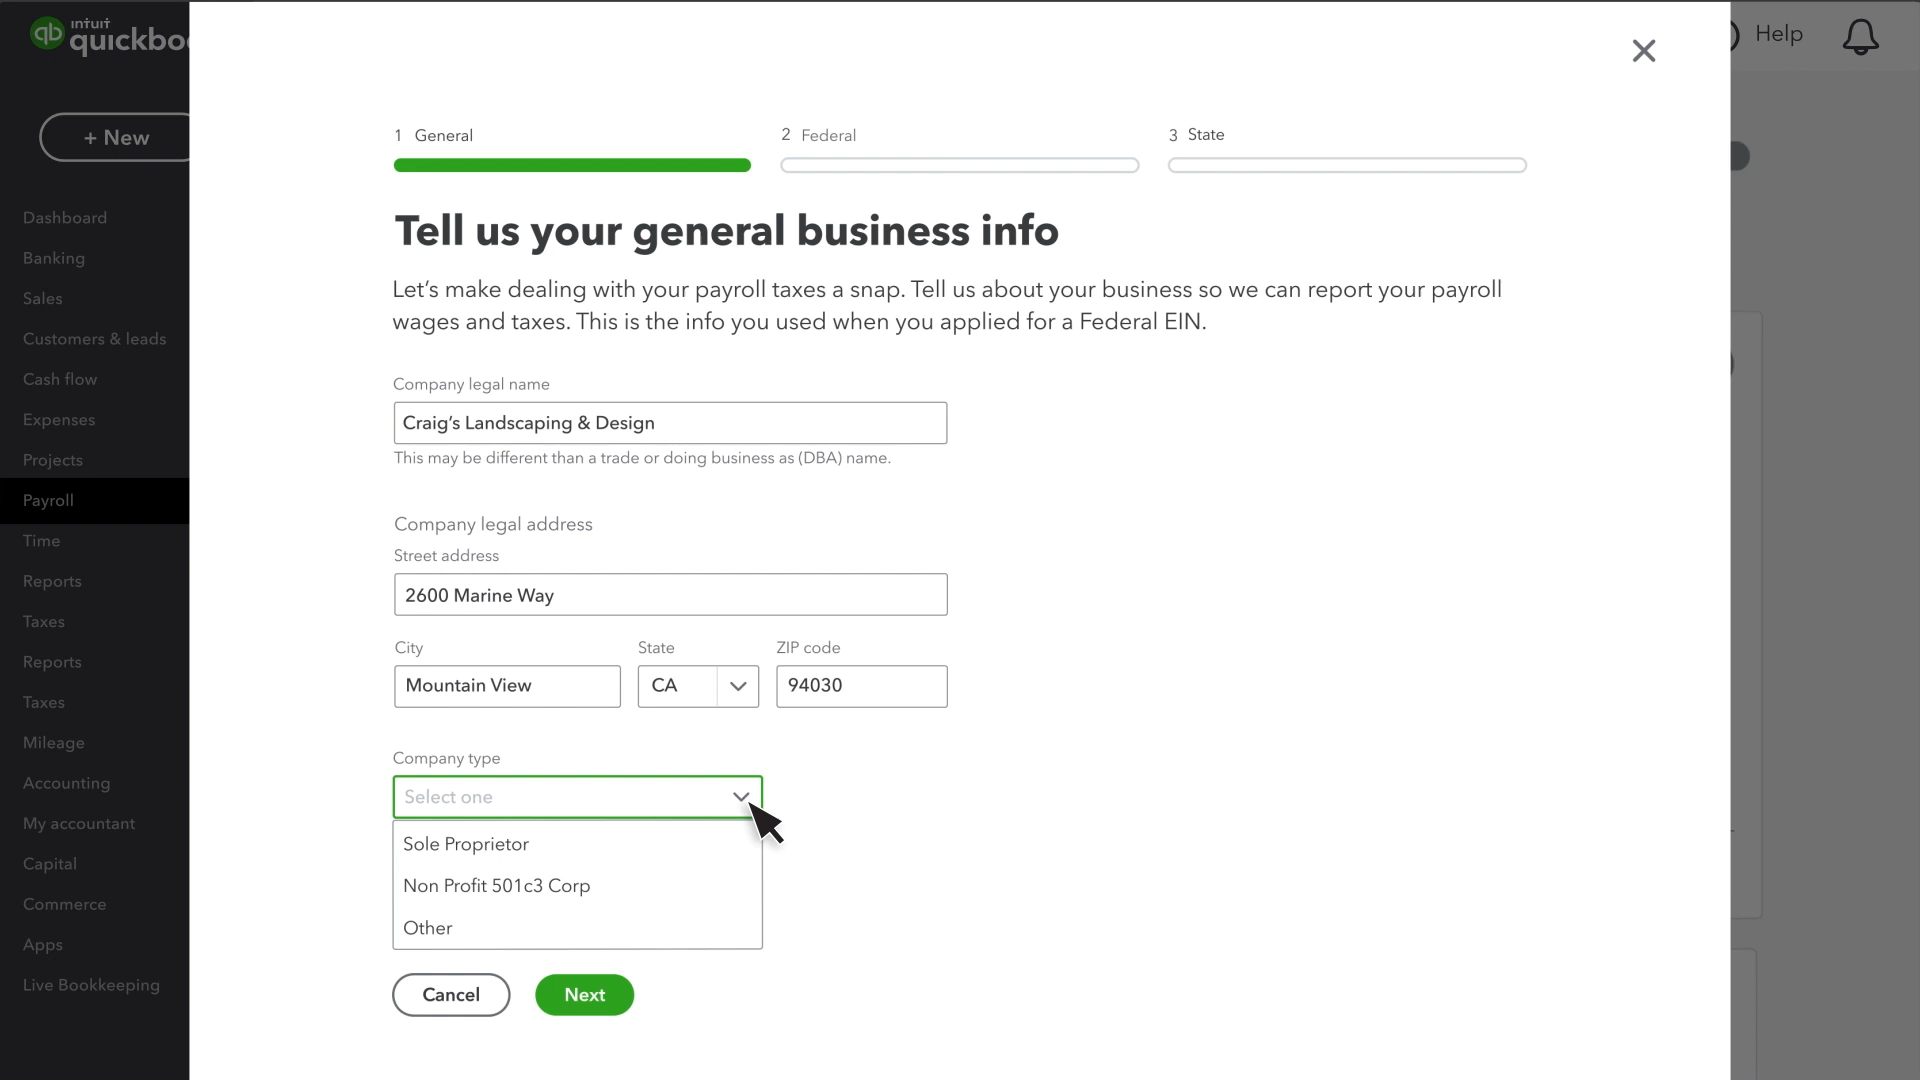 intuit
quickboo
Help
+ New
Dashboard
Banking
Sales
Customers & leads
Cash flow
Expenses
Projects
Payroll
Time
Reports
Taxes
Reports
Taxes
Mileage
Accounting
My accountant
Capital
Commerce
Apps
Live Bookkeeping
1 General
2 Federal
3 State
Tell us your general business info
Let’s make dealing with your payroll taxes a snap. Tell us about your business so we can report your payroll
wages and taxes. This is the info you used when you applied for a Federal EIN.
Company legal name
Craig’s Landscaping & Design
This may be different than a trade or doing business as (DBA) name.
Company legal address
Street address
2600 Marine Way
City State ZIP code
Mountain View CA 94030
Company type
Select one
Sole Proprietor
Non Profit 501c3 Corp
Other
Cancel Next